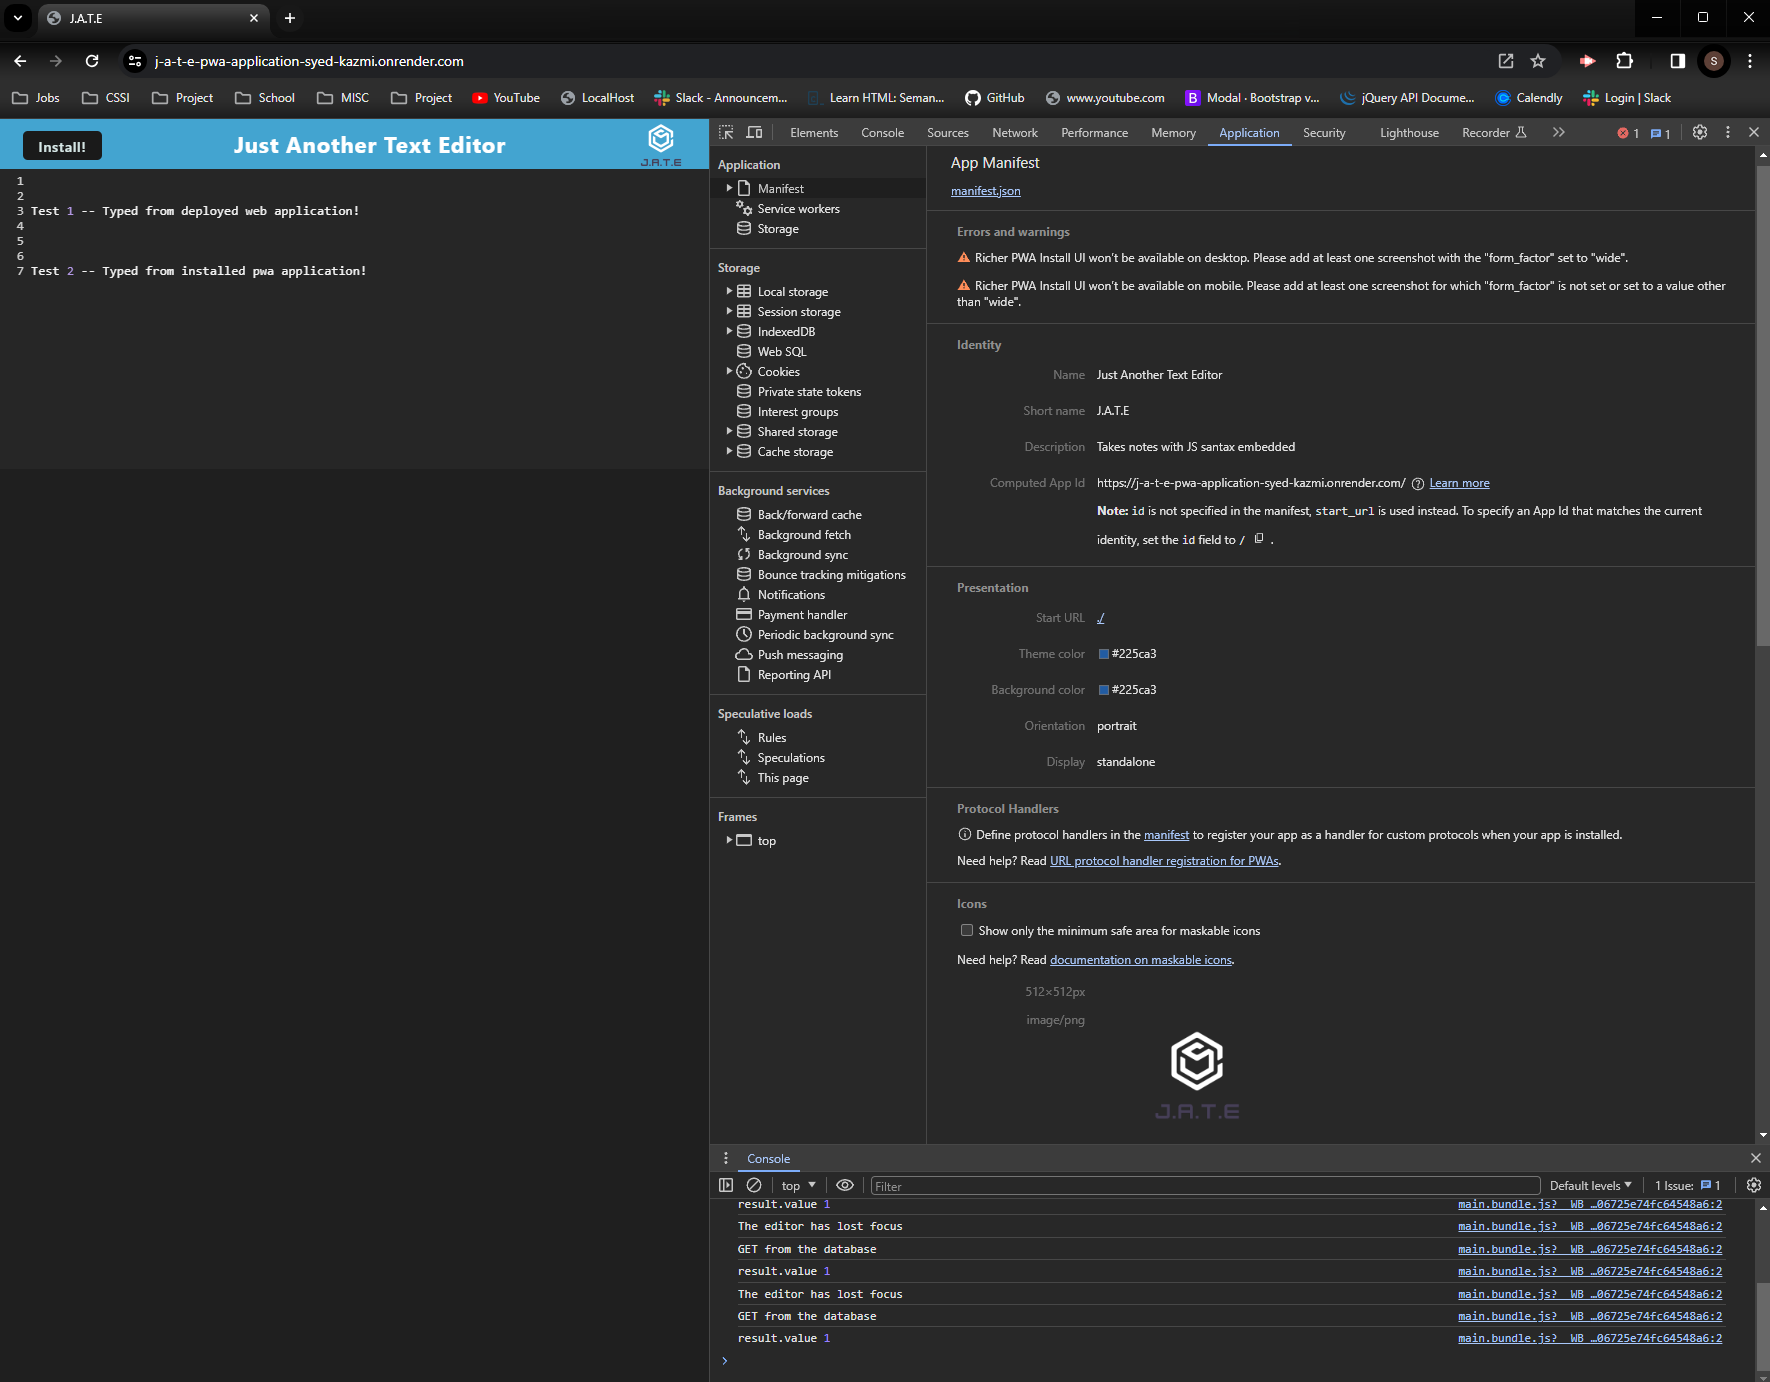 J.A.T.E
j-a-t-e-pwa-application-syed-kazmi.onrender.com
S
Jobs
CSSI
Project
School
MISC
Project
YouTube
LocalHost
Slack - Announcem...
Learn HTML: Seman...
GitHub
www.youtube.com
Modal · Bootstrap v...
jQuery API Docume...
Calendly
Login | Slack
Install!
Just Another Text Editor
J.A.T.E
1
2
3 Test 1 -- Typed from deployed web application!
4
5
6
7 Test 2 -- Typed from installed pwa application!
Elements
Console
Sources
Network
Performance
Memory
Application
Security
Lighthouse
Recorder
1
1
Application
Manifest
Service workers
Storage
Storage
Local storage
Session storage
IndexedDB
Web SQL
Cookies
Private state tokens
Interest groups
Shared storage
Cache storage
Background services
Back/forward cache
Background fetch
Background sync
Bounce tracking mitigations
Notifications
Payment handler
Periodic background sync
Push messaging
Reporting API
Speculative loads
Rules
Speculations
This page
Frames
top
App Manifest
manifest.json
Errors and warnings
Richer PWA Install UI won't be available on desktop. Please add at least one screenshot with the "form_factor" set to "wide".
Richer PWA Install UI won't be available on mobile. Please add at least one screenshot for which "form_factor" is not set or set to a value other
than "wide".
Identity
Name Just Another Text Editor
Short name J.A.T.E
Description Takes notes with JS santax embedded
Computed App Id https://j-a-t-e-pwa-application-syed-kazmi.onrender.com/ Learn more
Note: id is not specified in the manifest, start_url is used instead. To specify an App Id that matches the current
identity, set the id field to / .
Presentation
Start URL ./
Theme color #225ca3
Background color #225ca3
Orientation portrait
Display standalone
Protocol Handlers
Define protocol handlers in the manifest to register your app as a handler for custom protocols when your app is installed.
Need help? Read URL protocol handler registration for PWAs.
Icons
Show only the minimum safe area for maskable icons
Need help? Read documentation on maskable icons.
512×512px
image/png
J.A.T.E
Console
top
Filter
Default levels
1 Issue: 1
result.value 1 main.bundle.js?__WB_…06725e74fc64548a6:2
The editor has lost focus main.bundle.js?__WB_…06725e74fc64548a6:2
GET from the database main.bundle.js?__WB_…06725e74fc64548a6:2
result.value 1 main.bundle.js?__WB_…06725e74fc64548a6:2
The editor has lost focus main.bundle.js?__WB_…06725e74fc64548a6:2
GET from the database main.bundle.js?__WB_…06725e74fc64548a6:2
result.value 1 main.bundle.js?__WB_…06725e74fc64548a6:2